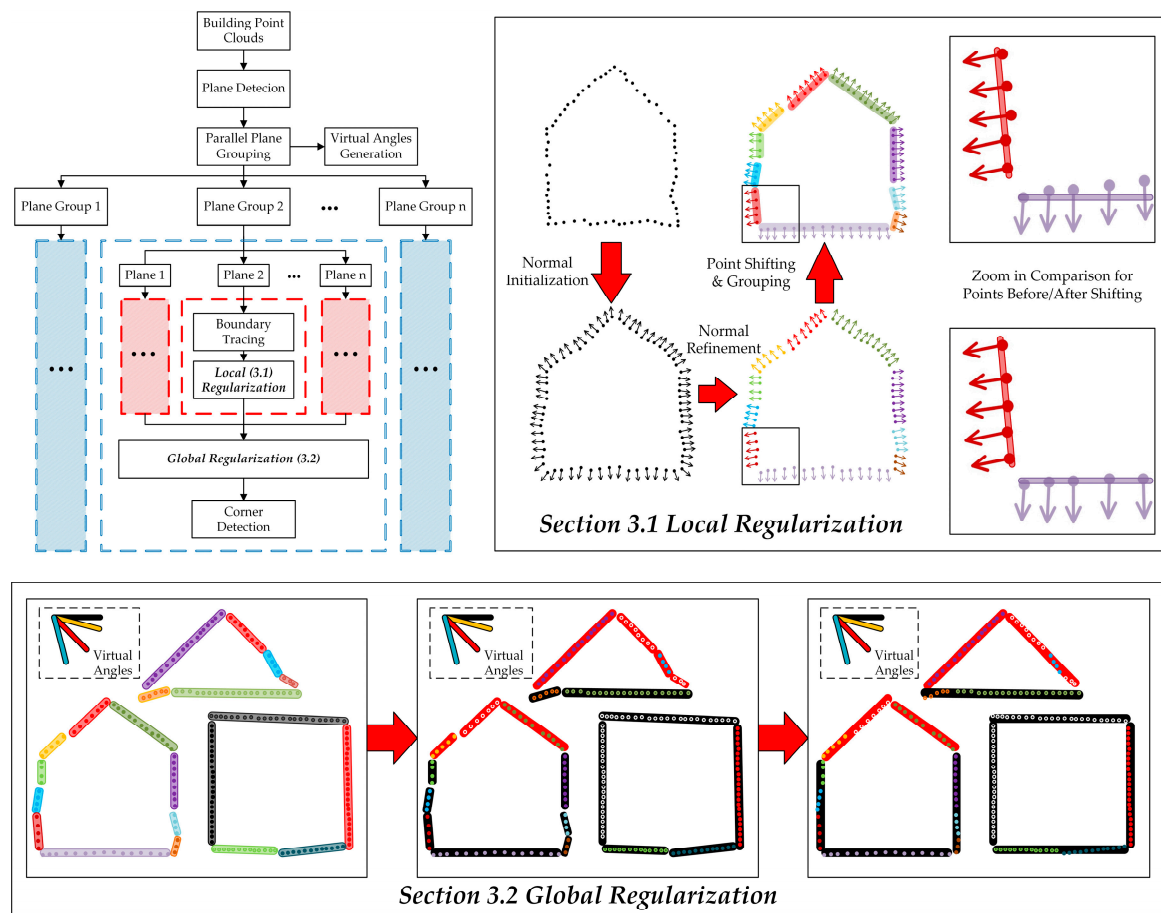 Building Point
Clouds
Plane Detecion
Parallel Plane
Grouping
Virtual Angles
Generation
Plane Group 1
Plane Group 2
...
Plane Group n
Plane 1
Plane 2
...
Plane n
Boundary
Tracing
...
...
...
...
Local (3.1)
Regularization
Global Regularization (3.2)
Corner
Detection
Normal
Initialization
Point Shifting
& Grouping
Normal
Refinement
Zoom in Comparison for
Points Before/After Shifting
Section 3.1 Local Regularization
Virtual
Angles
Virtual
Angles
Virtual
Angles
Section 3.2 Global Regularization